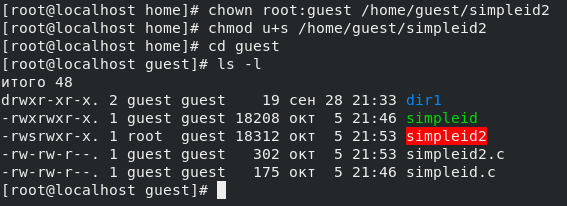 [root@localhost home]# chown root:guest /home/guest/simpleid2
[root@localhost home]# chmod u+s /home/guest/simpleid2
[root@localhost home]# cd guest
[root@localhost guest]# ls -l
итого 48
drwxr-xr-x. 2 guest guest    19 сен 28 21:33 dir1
-rwxrwxr-x. 1 guest guest 18208 окт  5 21:46 simpleid
-rwsrwxr-x. 1 root  guest 18312 окт  5 21:53 simpleid2
-rw-rw-r--. 1 guest guest   302 окт  5 21:53 simpleid2.c
-rw-rw-r--. 1 guest guest   175 окт  5 21:46 simpleid.c
[root@localhost guest]#